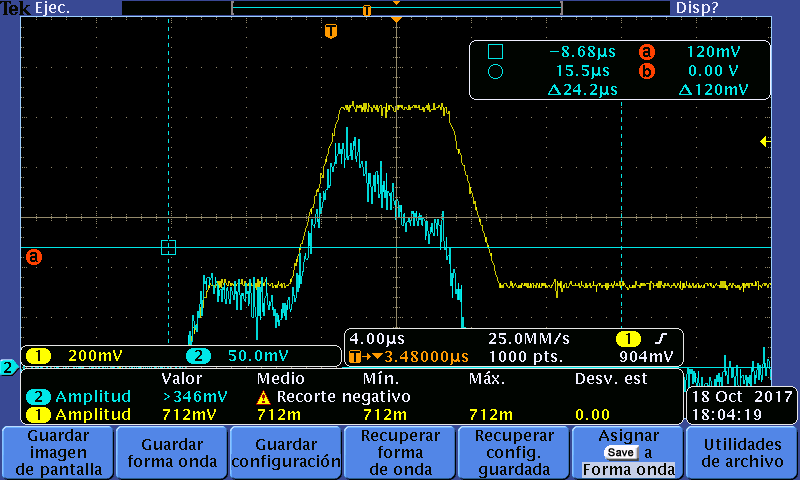 Tek Ejec. Disp?
T
T
-8.68µs a 120mV
15.5µs b 0.00 V
Δ24.2µs Δ120mV
a
2
1 200mV 2 50.0mV
4.00µs 25.0MM/s 1
T→▼3.48000µs 1000 pts. 904mV
Valor Medio Mín. Máx. Desv. est
2 Amplitud >346mV Recorte negativo
1 Amplitud 712mV 712m 712m 712m 0.00
18 Oct 2017
18:04:19
Guardar
imagen
de pantalla
Guardar
forma onda
Guardar
configuración
Recuperar
forma
de onda
Recuperar
config.
guardada
Asignar
Save a
Forma onda
Utilidades
de archivo